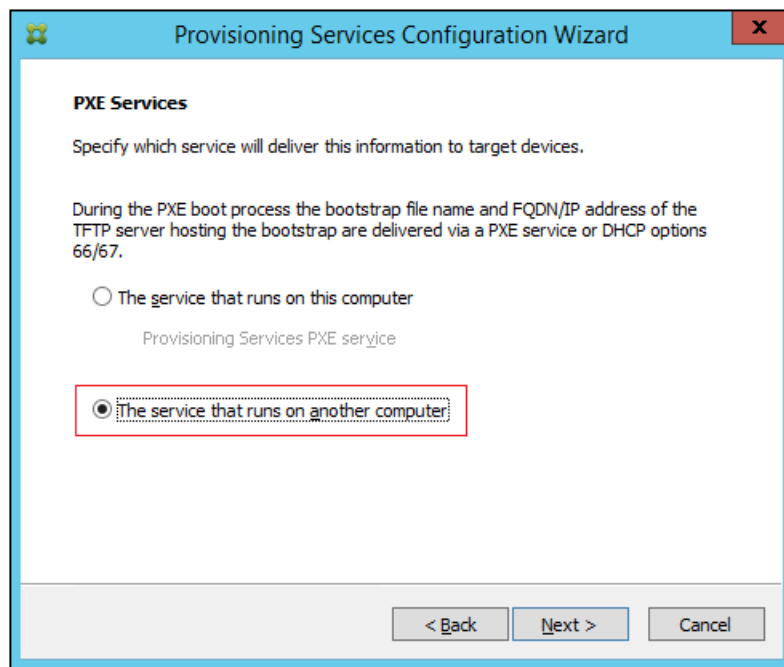 Provisioning Services Configuration Wizard
x
PXE Services
Specify which service will deliver this information to target devices.
During the PXE boot process the bootstrap file name and FQDN/IP address of the
TFTP server hosting the bootstrap are delivered via a PXE service or DHCP options
66/67.
The service that runs on this computer
Provisioning Services PXE service
The service that runs on another computer
< Back
Next >
Cancel